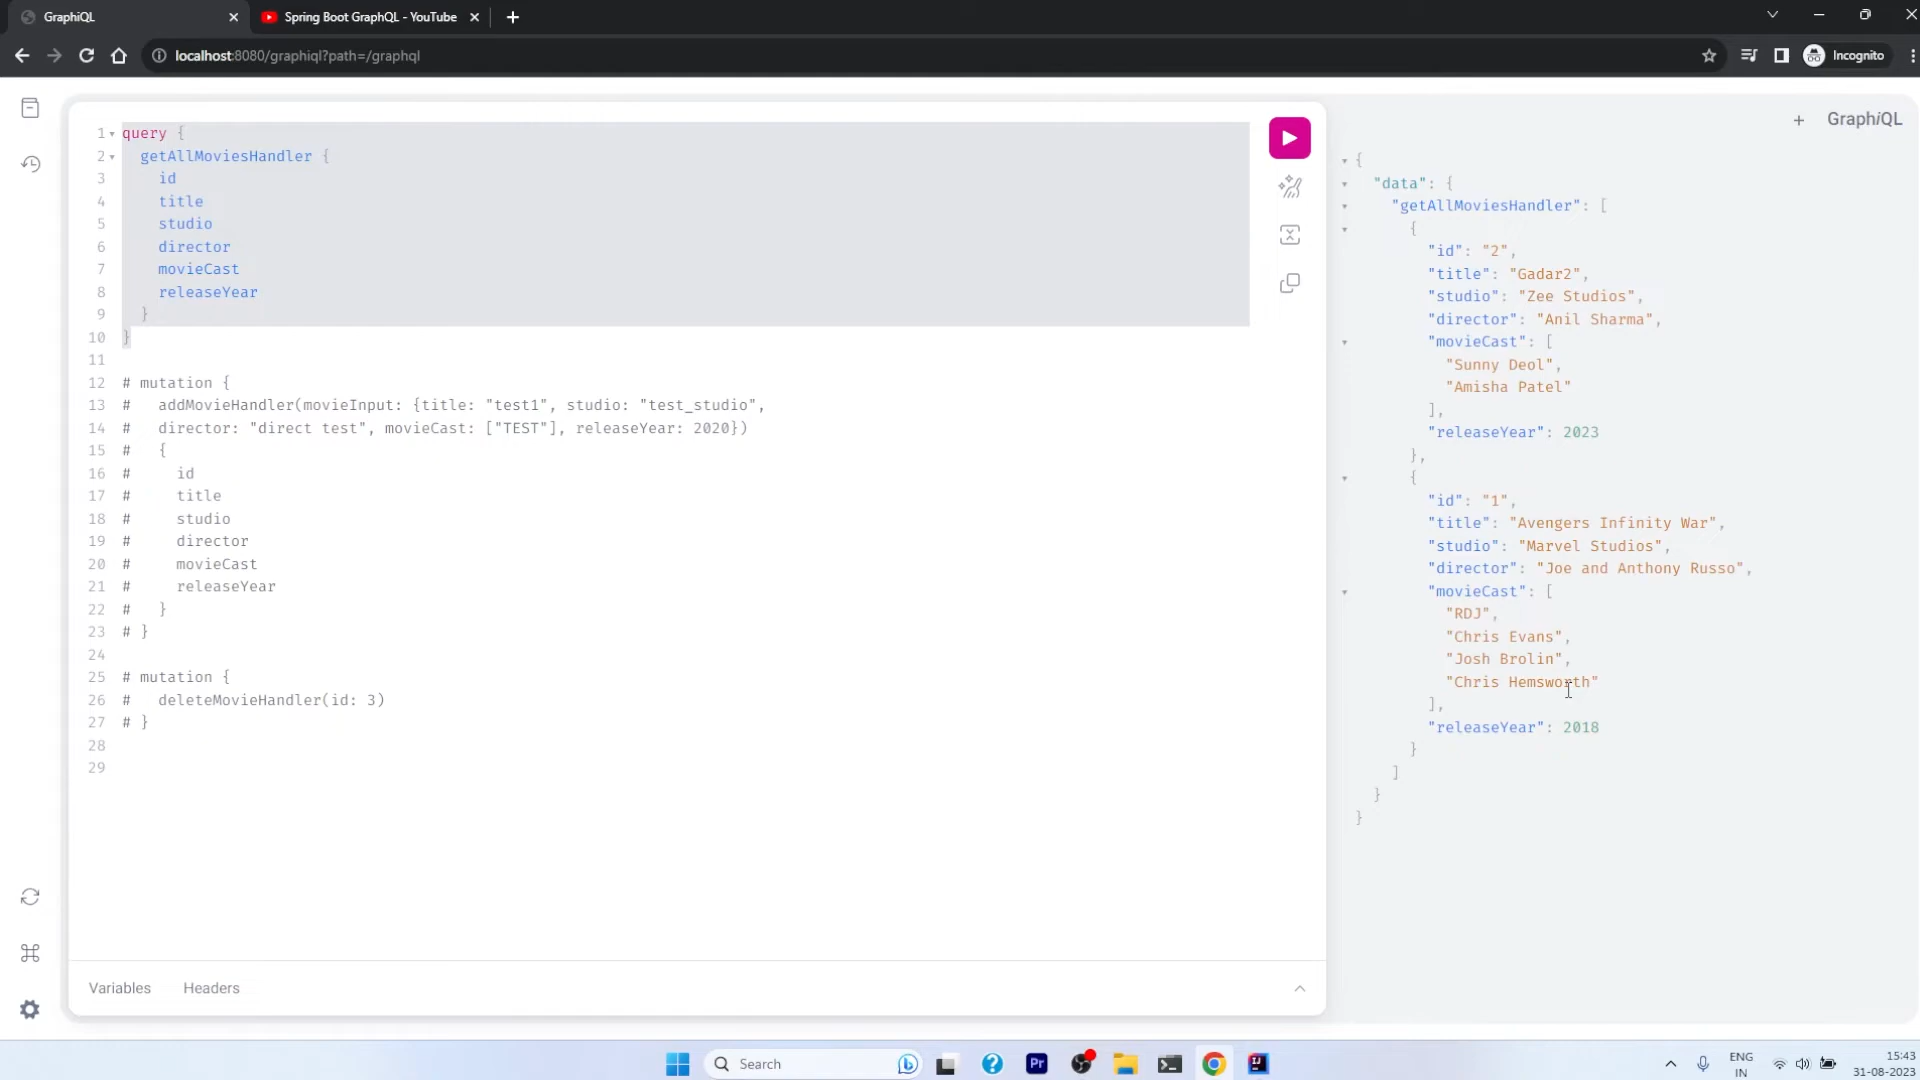 GraphiQL
Spring Boot GraphQL - YouTube
localhost:8080/graphiql?path=/graphql
Incognito
1 query {
2 getAllMoviesHandler {
3 id
4 title
5 studio
6 director
7 movieCast
8 releaseYear
9 }
10 }
11
12 # mutation {
13 # addMovieHandler(movieInput: {title: "test1", studio: "test_studio",
14 # director: "direct test", movieCast: ["TEST"], releaseYear: 2020})
15 # {
16 # id
17 # title
18 # studio
19 # director
20 # movieCast
21 # releaseYear
22 # }
23 # }
24
25 # mutation {
26 # deleteMovieHandler(id: 3)
27 # }
28
29
Variables Headers
GraphiQL
{
"data": {
"getAllMoviesHandler": [
{
"id": "2",
"title": "Gadar2",
"studio": "Zee Studios",
"director": "Anil Sharma",
"movieCast": [
"Sunny Deol",
"Amisha Patel"
],
"releaseYear": 2023
},
{
"id": "1",
"title": "Avengers Infinity War",
"studio": "Marvel Studios",
"director": "Joe and Anthony Russo",
"movieCast": [
"RDJ",
"Chris Evans",
"Josh Brolin",
"Chris Hemsworth"
],
"releaseYear": 2018
}
]
}
}
Search
Pr
IJ
ENG
IN
15:43
31-08-2023